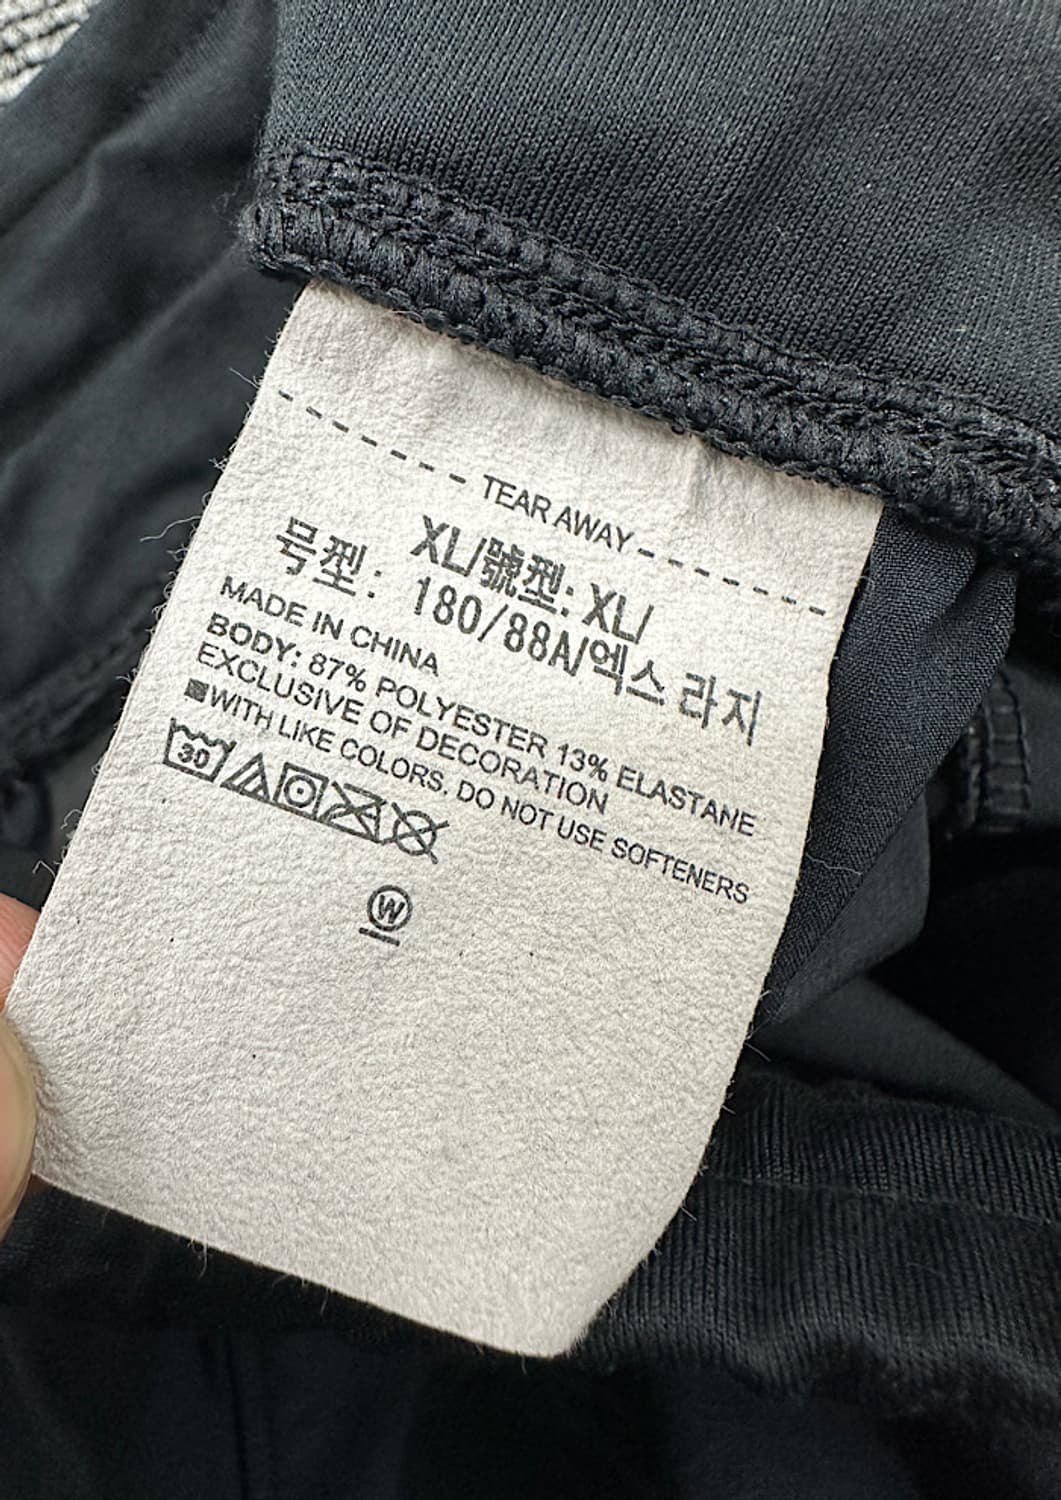 TEAR AWAY
XL/號型: XL/
号型: 180/88A/엑스 라지
MADE IN CHINA
BODY: 87% POLYESTER 13% ELASTANE
EXCLUSIVE OF DECORATION
WITH LIKE COLORS. DO NOT USE SOFTENERS
30
W